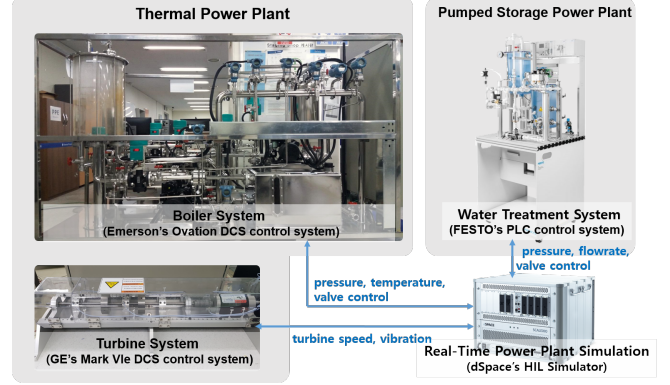 Thermal Power Plant
Pumped Storage Power Plant
Boiler System
(Emerson's Ovation DCS control system)
Water Treatment System
(FESTO's PLC control system)
pressure, flowrate,
valve control
pressure, temperature,
valve control
turbine speed, vibration
Turbine System
(GE's Mark VIe DCS control system)
Real-Time Power Plant Simulation
(dSpace's HIL Simulator)